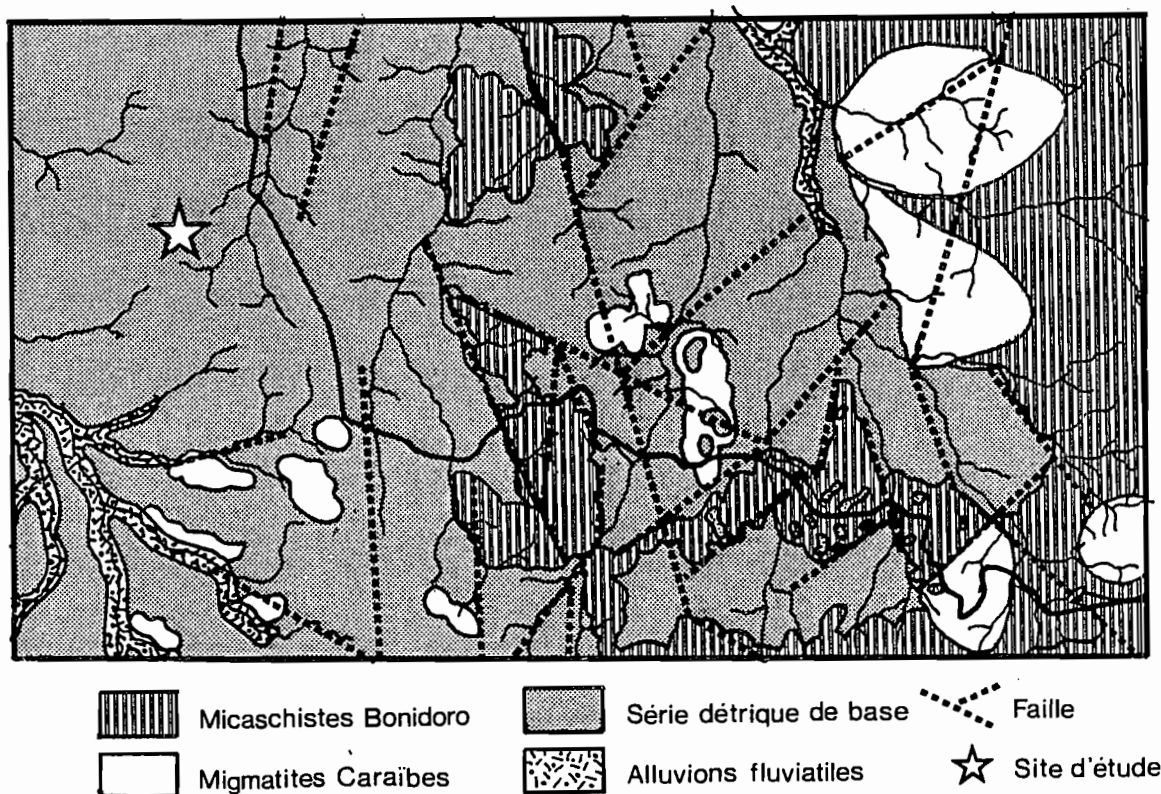 Micaschistes Bonidoro
Série détrique de base
Faille
Migmatites Caraïbes
Alluvions fluviatiles
Site d'étude